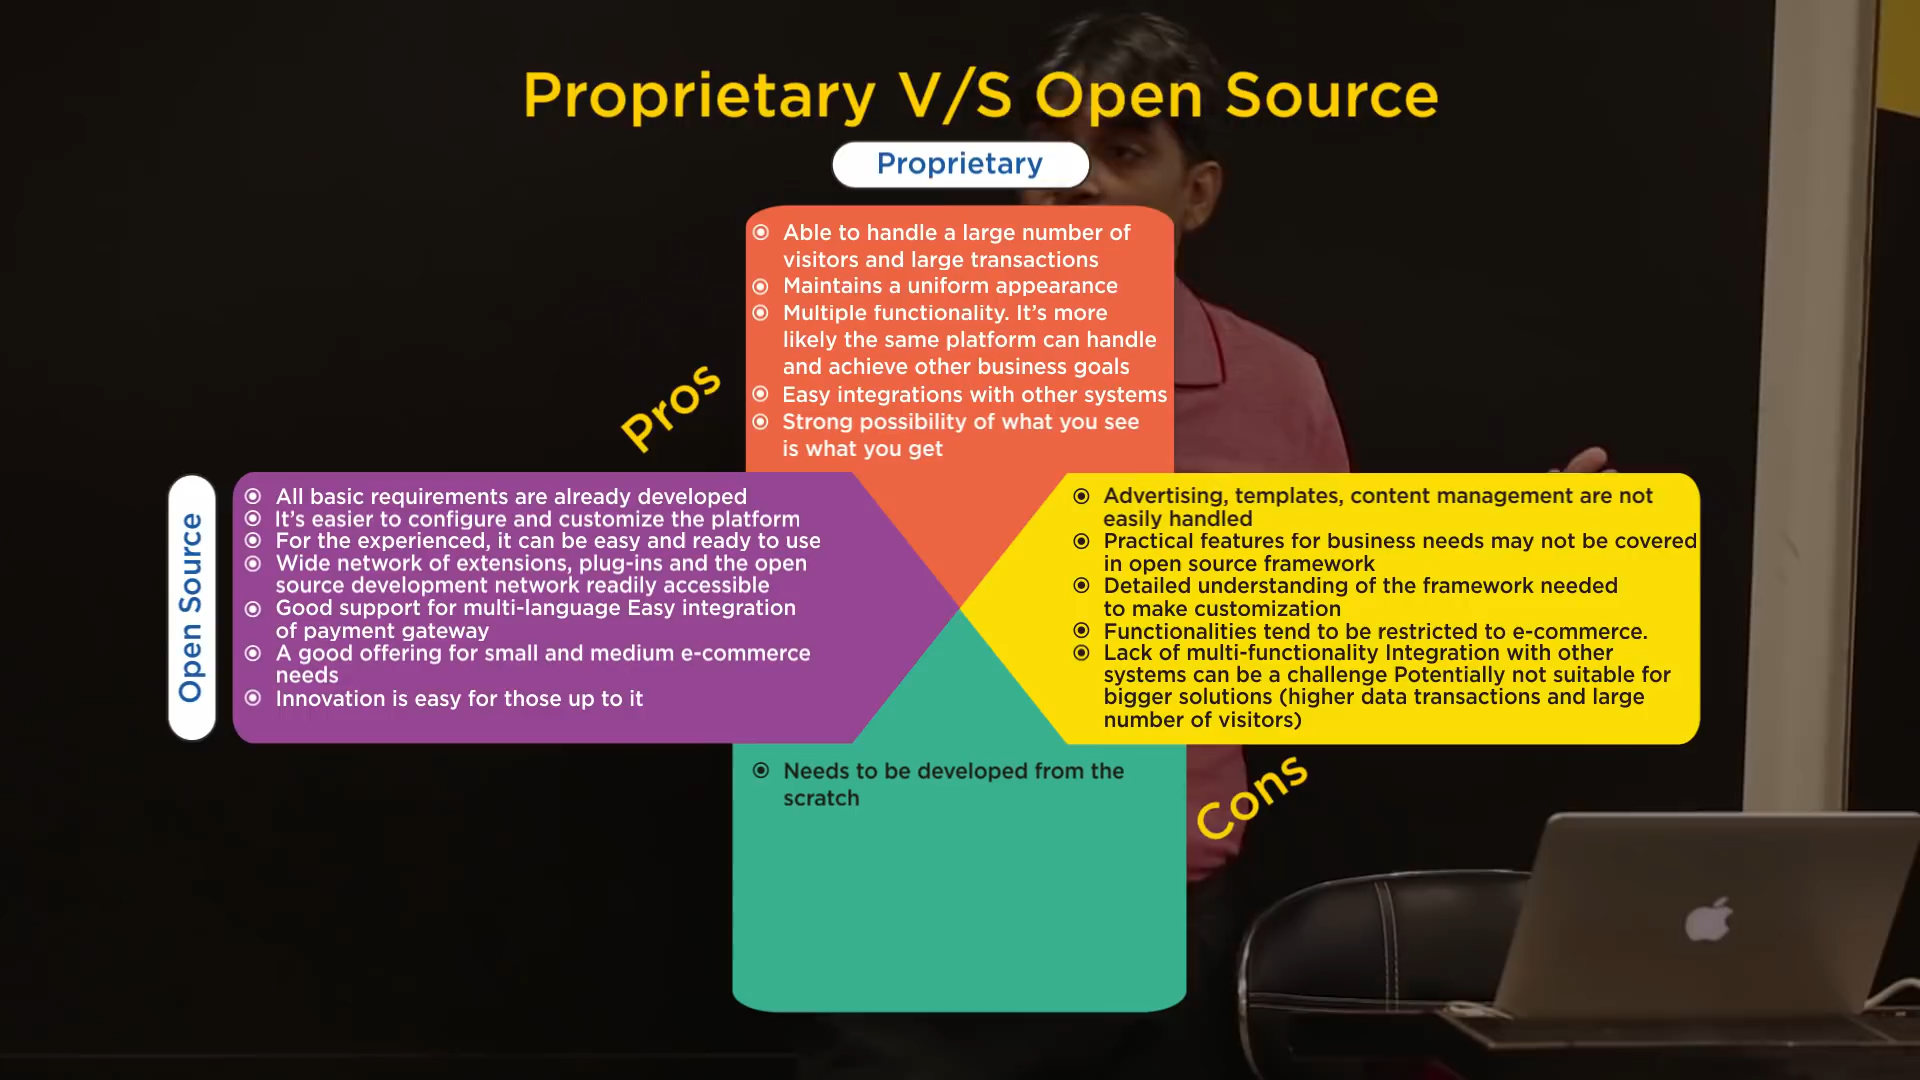 Proprietary V/S Open Source
Proprietary
Able to handle a large number of
visitors and large transactions
Maintains a uniform appearance
Multiple functionality. It's more
likely the same platform can handle
and achieve other business goals
Easy integrations with other systems
Strong possibility of what you see
is what you get
Pros
Open Source
All basic requirements are already developed
It's easier to configure and customize the platform
For the experienced, it can be easy and ready to use
Wide network of extensions, plug-ins and the open
source development network readily accessible
Good support for multi-language Easy integration
of payment gateway
A good offering for small and medium e-commerce
needs
Innovation is easy for those up to it
Advertising, templates, content management are not
easily handled
Practical features for business needs may not be covered
in open source framework
Detailed understanding of the framework needed
to make customization
Functionalities tend to be restricted to e-commerce.
Lack of multi-functionality Integration with other
systems can be a challenge Potentially not suitable for
bigger solutions (higher data transactions and large
number of visitors)
Needs to be developed from the
scratch
Cons